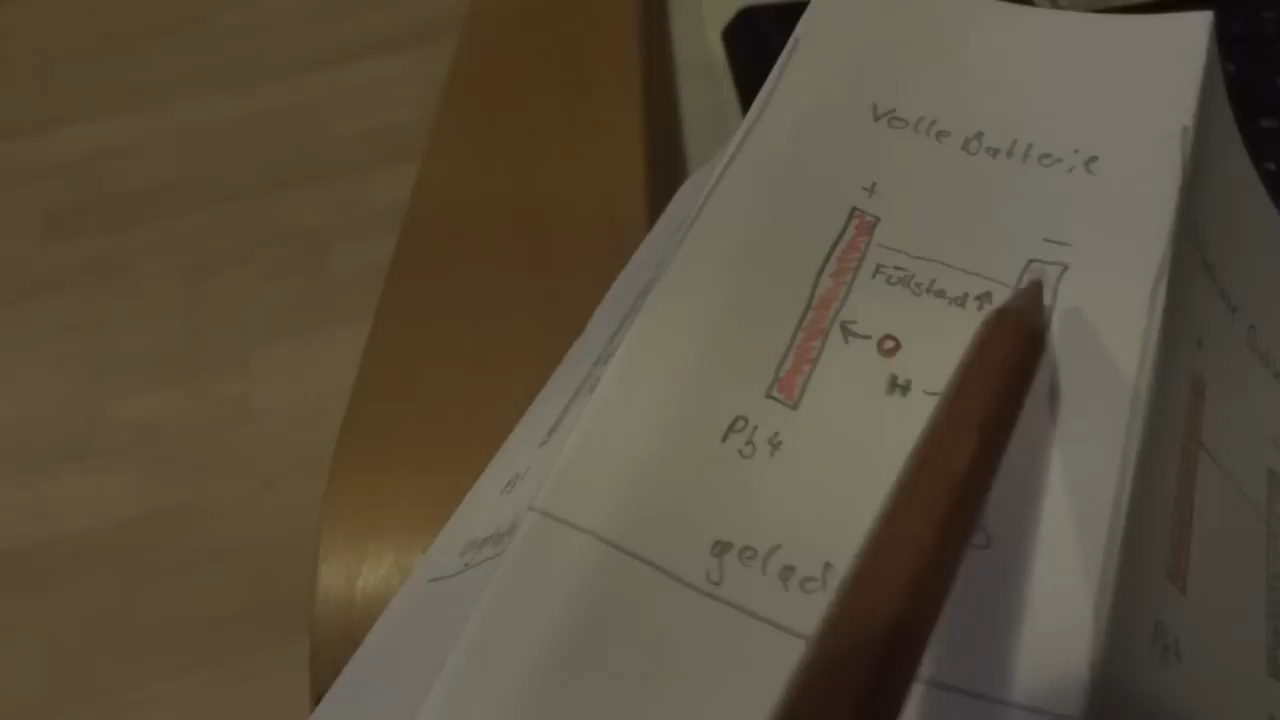 Volle Batterie
+ −
Füllstand ↑
← O
H −
Pb4
gelad